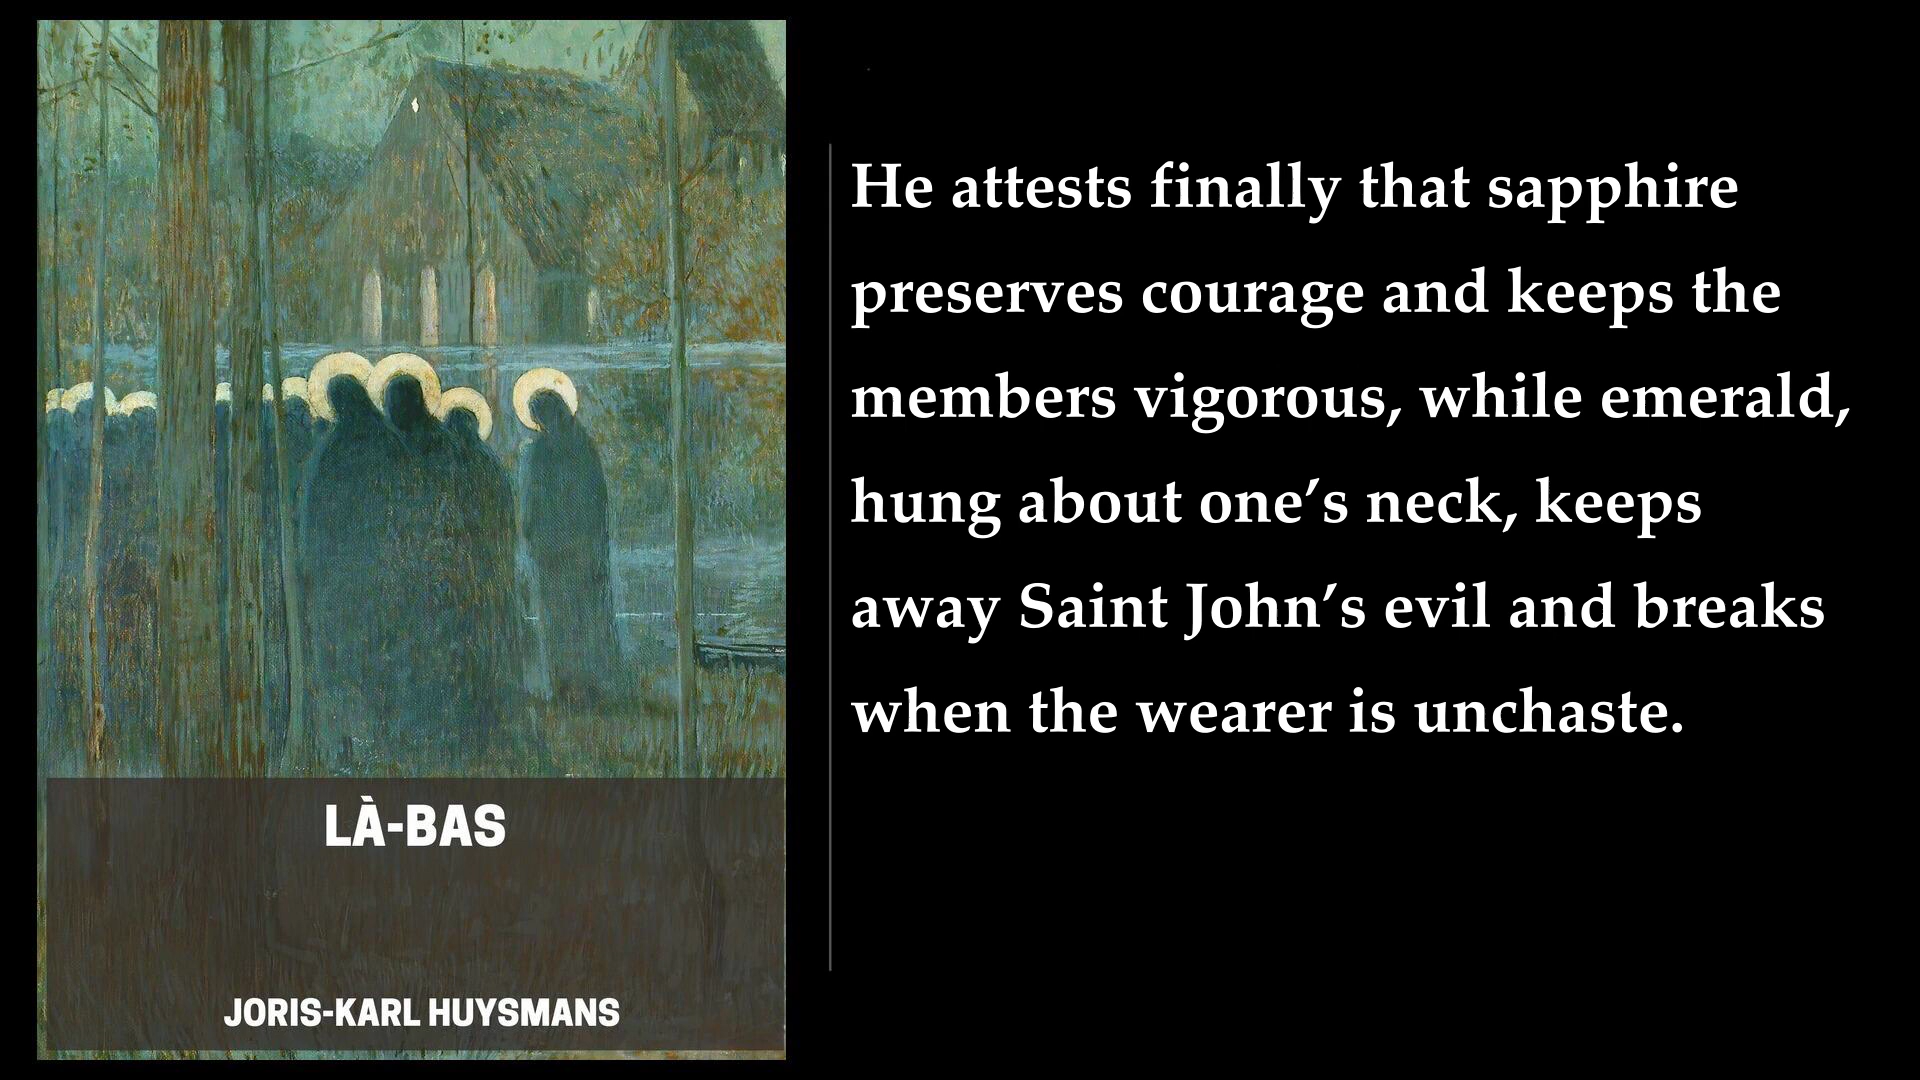 LÀ-BAS
JORIS-KARL HUYSMANS
He attests finally that sapphire
preserves courage and keeps the
members vigorous, while emerald,
hung about one’s neck, keeps
away Saint John’s evil and breaks
when the wearer is unchaste.